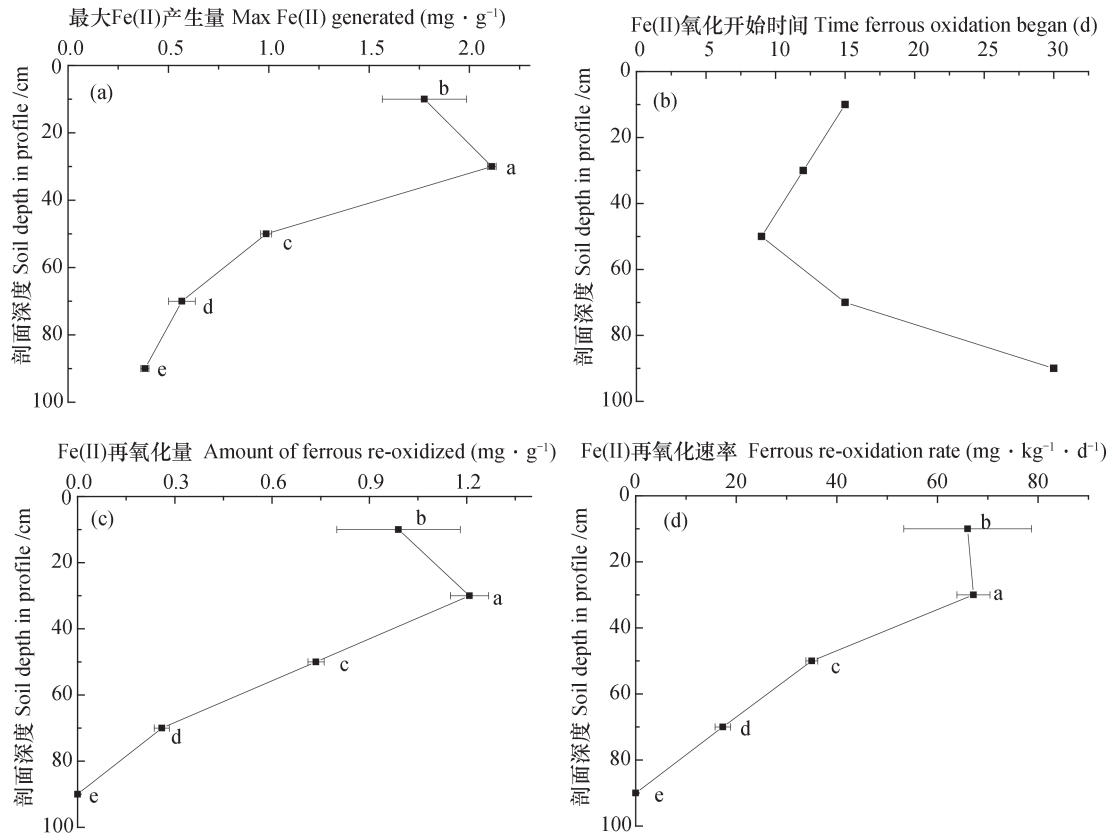 最大Fe(II)产生量 Max Fe(II) generated (mg · g⁻¹)
0.0 0.5 1.0 1.5 2.0
剖面深度 Soil depth in profile /cm
0
20
40
60
80
100
(a)
b
a
c
d
e
Fe(II)氧化开始时间 Time ferrous oxidation began (d)
0 5 10 15 20 25 30
剖面深度 Soil depth in profile /cm
0
20
40
60
80
100
(b)
Fe(II)再氧化量 Amount of ferrous re-oxidized (mg · g⁻¹)
0.0 0.3 0.6 0.9 1.2
剖面深度 Soil depth in profile /cm
0
20
40
60
80
100
(c)
b
a
c
d
e
Fe(II)再氧化速率 Ferrous re-oxidation rate (mg · kg⁻¹ · d⁻¹)
0 20 40 60 80
剖面深度 Soil depth in profile /cm
0
20
40
60
80
100
(d)
b
a
c
d
e